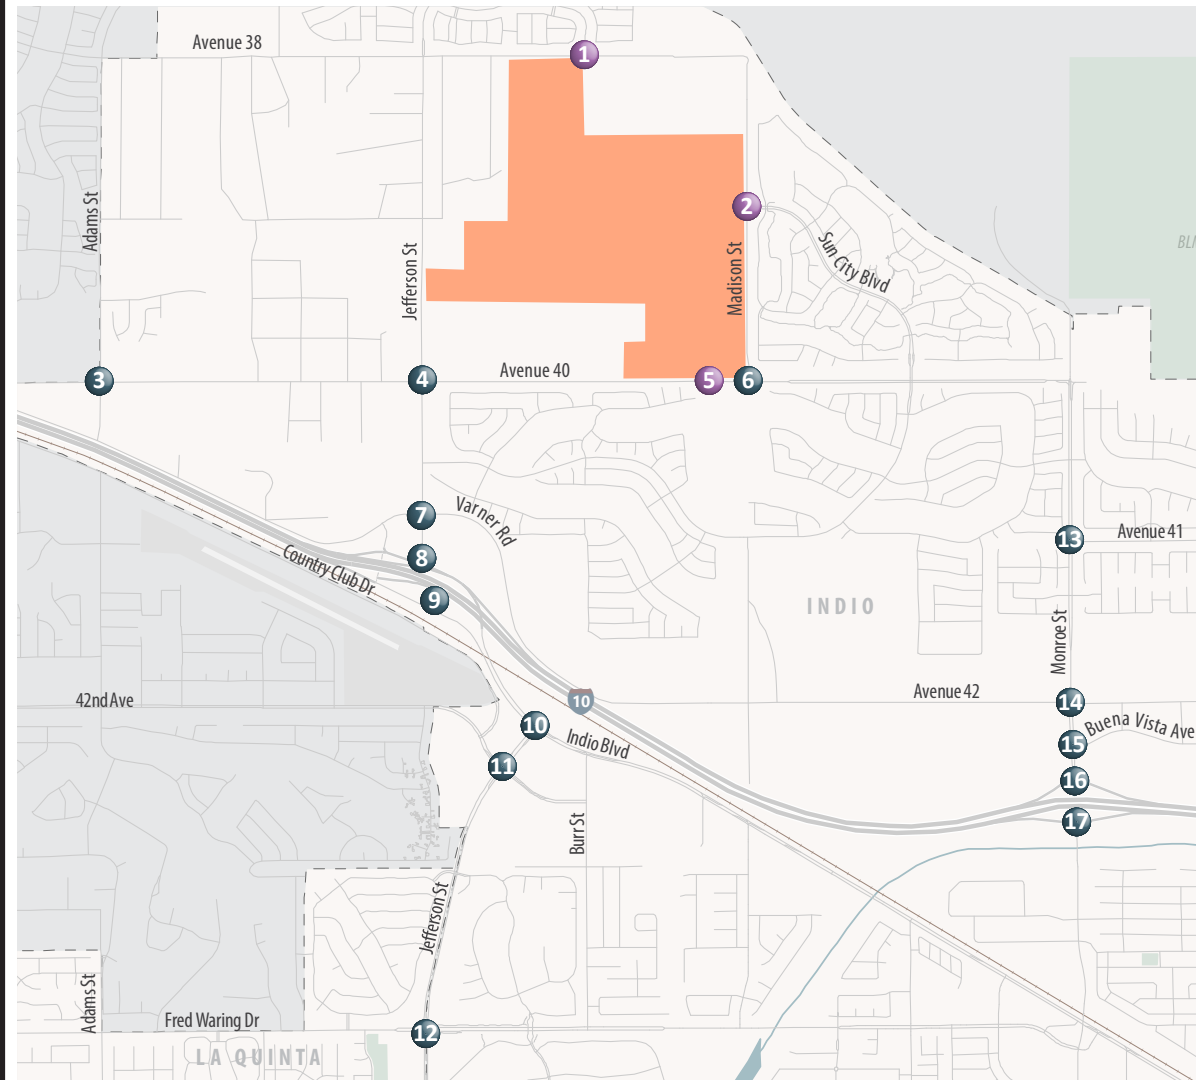 Avenue 38
1
Adams St
2
Jefferson St
Madison St
Sun City Blvd
3
4
Avenue 40
5
6
7
Varner Rd
8
Country Club Dr
9
13
Avenue 41
INDIO
Monroe St
42nd Ave
10
Avenue 42
14
10
Indio Blvd
15
Buena Vista Ave
11
16
17
Burr St
Jefferson St
Adams St
Fred Waring Dr
12
LA QUINTA